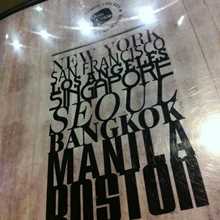 NEW YORK
SAN FRANCISCO
LOS ANGELES
SINGAPORE
SEOUL
BANGKOK
MANILA
BOSTON